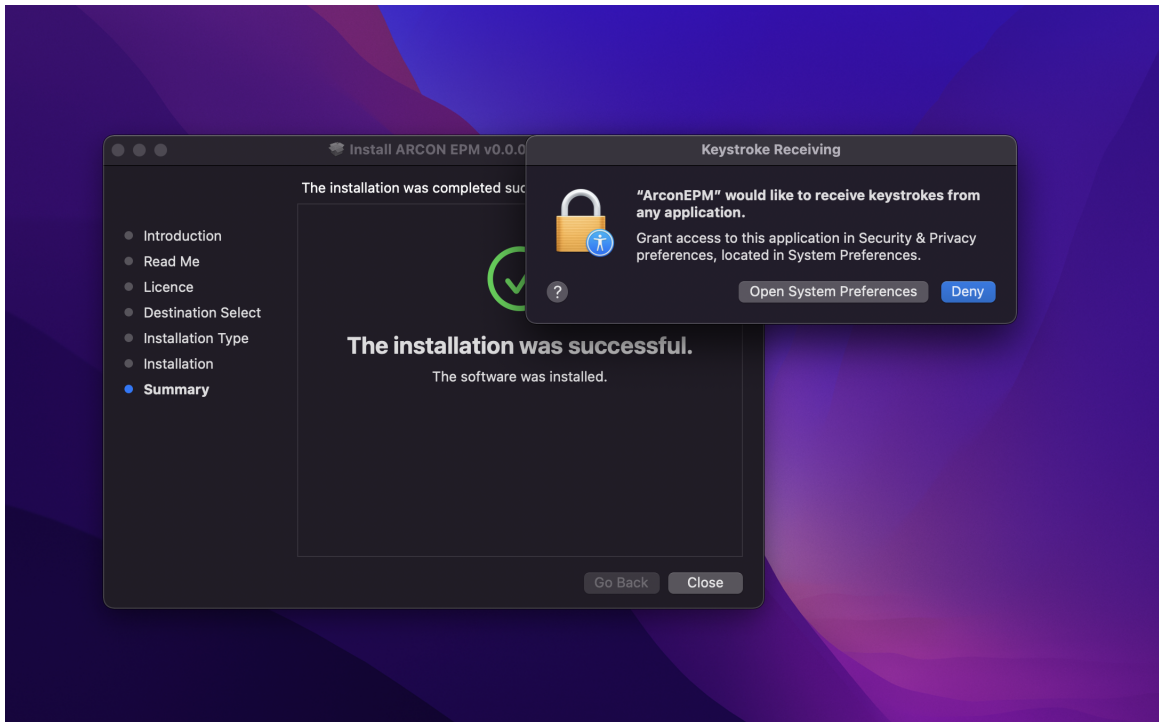 Install ARCON EPM v0.0.0
The installation was completed suc
Introduction
Read Me
Licence
Destination Select
Installation Type
Installation
Summary
The installation was successful.
The software was installed.
Go Back
Close
Keystroke Receiving
“ArconEPM” would like to receive keystrokes from
any application.
Grant access to this application in Security & Privacy
preferences, located in System Preferences.
?
Open System Preferences
Deny